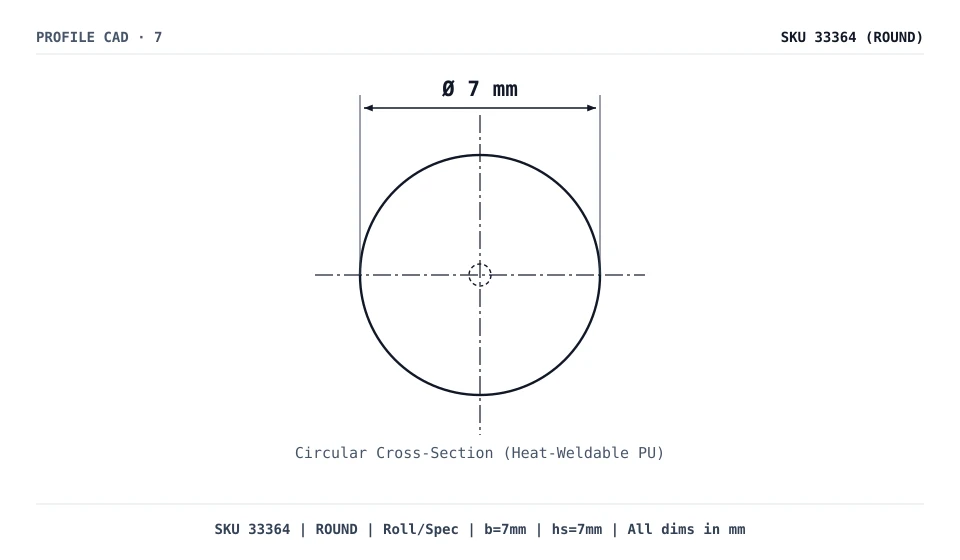 PROFILE CAD · 7
SKU 33364 (ROUND)
Ø 7 mm
Circular Cross-Section (Heat-Weldable PU)
SKU 33364 | ROUND | Roll/Spec | b=7mm | hs=7mm | All dims in mm